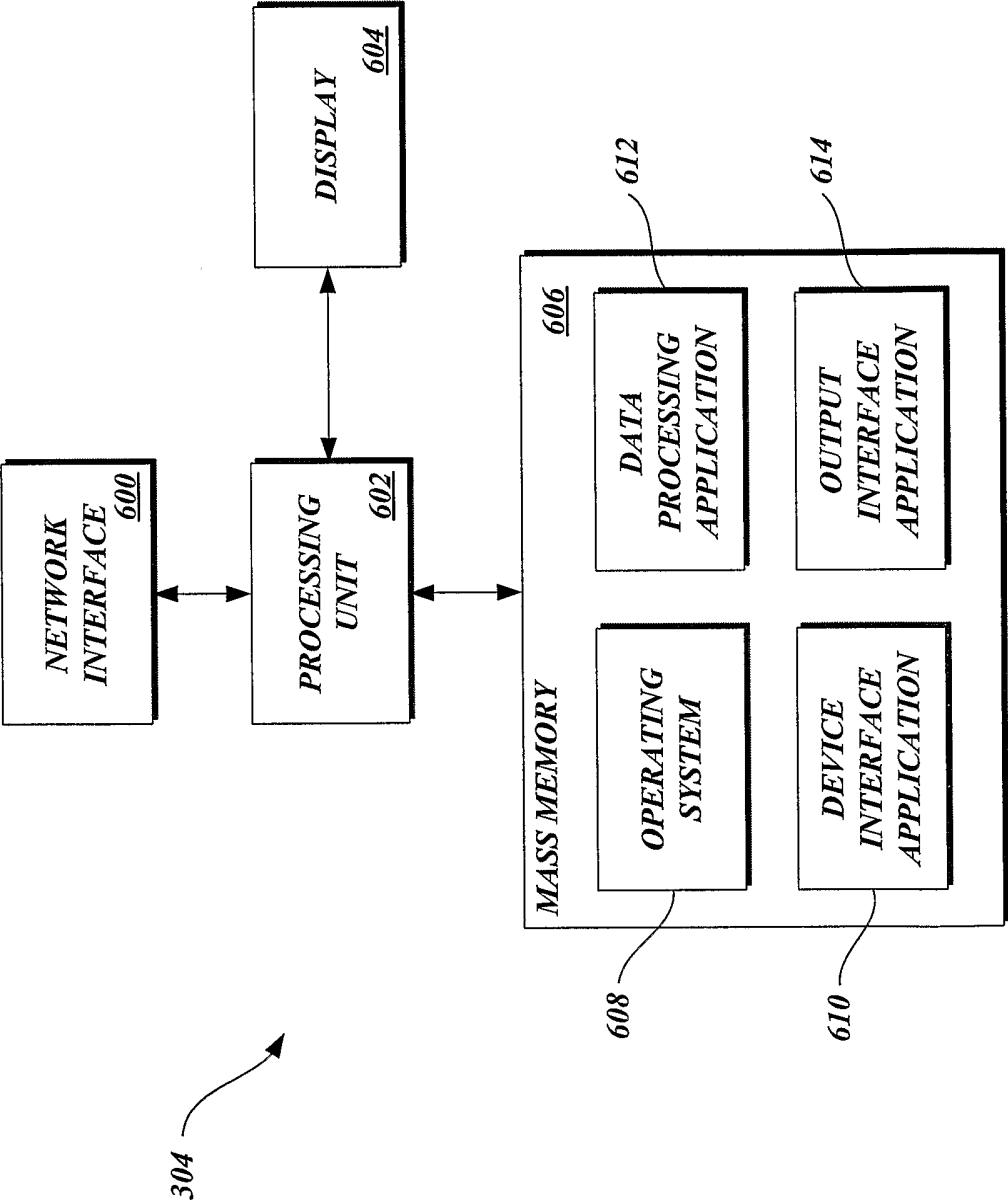 304
NETWORK
INTERFACE
600
PROCESSING
UNIT
602
DISPLAY
604
MASS MEMORY
606
608
OPERATING
SYSTEM
DATA
PROCESSING
APPLICATION
612
610
DEVICE
INTERFACE
APPLICATION
OUTPUT
INTERFACE
APPLICATION
614